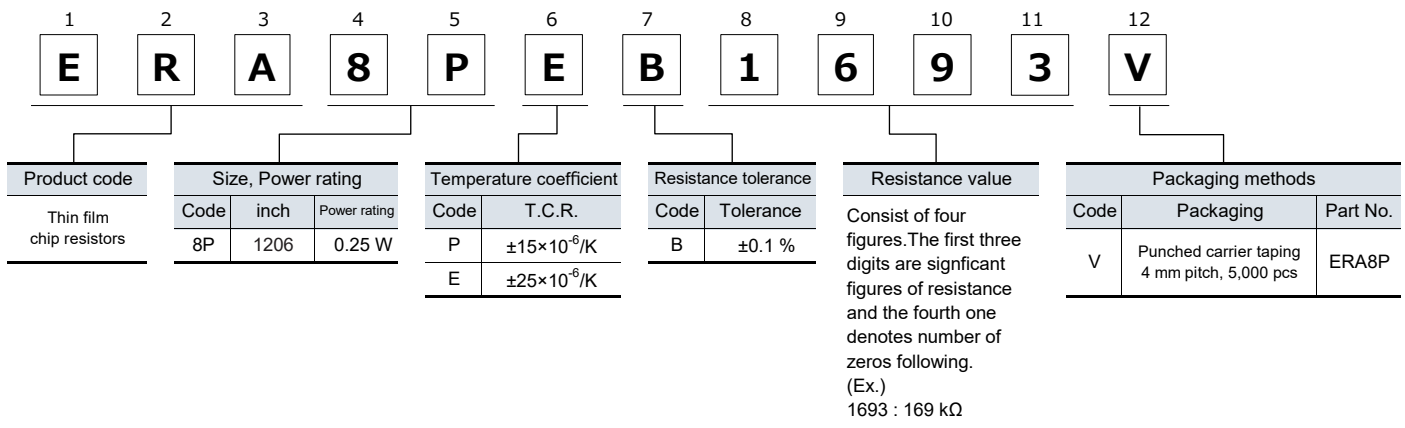 1 2 3 4 5 6 7 8 9 10 11 12
E R A 8 P E B 1 6 9 3 V
Product code
Thin film
chip resistors
Size, Power rating
Code inch Power rating
8P 1206 0.25 W
Temperature coefficient
Code T.C.R.
P ±15×10⁻⁶/K
E ±25×10⁻⁶/K
Resistance tolerance
Code Tolerance
B ±0.1 %
Resistance value
Consist of four
figures.The first three
digits are signficant
figures of resistance
and the fourth one
denotes number of
zeros following.
(Ex.)
1693 : 169 kΩ
Packaging methods
Code Packaging Part No.
V Punched carrier taping
4 mm pitch, 5,000 pcs
ERA8P